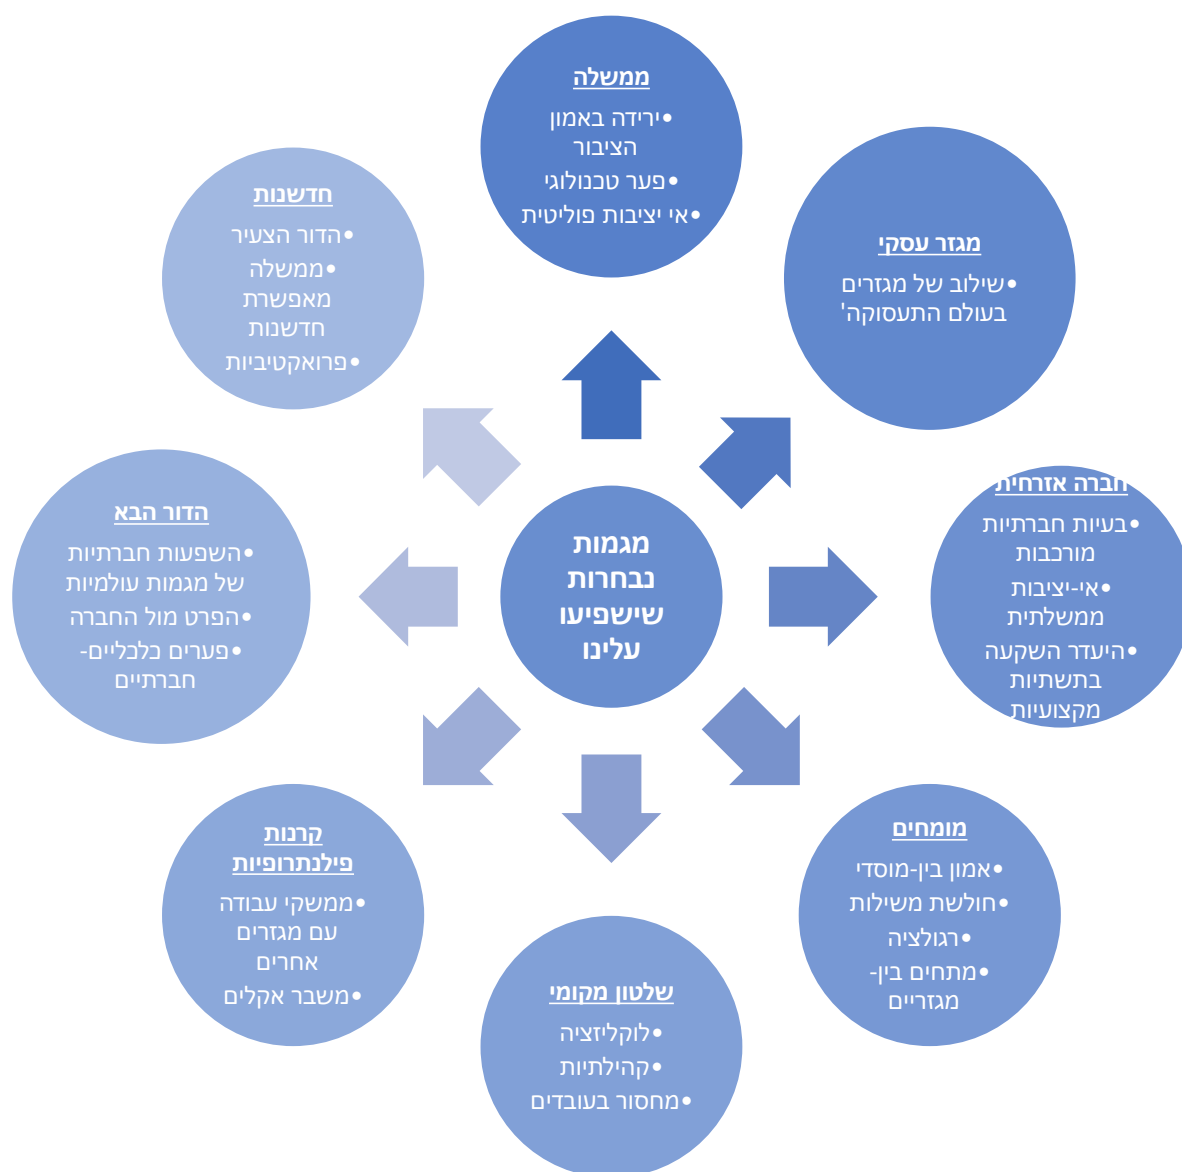 ממשלה
•ירידה באמון
הציבור
•פער טכנולוגי
•אי יציבות פוליטית
מגזר עסקי
•שילוב של מגזרים
בעולם התעסוקה'
חברה אזרחית
•בעיות חברתיות
מורכבות
•אי-יציבות
ממשלתית
•היעדר השקעה
בתשתיות
מקצועיות
מומחים
•אמון בין-מוסדי
•חולשת משילות
•רגולציה
•מתחים בין-
מגזריים
שלטון מקומי
•לוקליזציה
•קהילתיות
•מחסור בעובדים
קרנות
פילנתרופיות
•ממשקי עבודה
עם מגזרים
אחרים
•משבר אקלים
הדור הבא
•השפעות חברתיות
של מגמות עולמיות
•הפרט מול החברה
•פערים כלכליים-
חברתיים
חדשנות
•הדור הצעיר
•ממשלה
מאפשרת
חדשנות
•פרואקטיביות
מגמות
נבחרות
שישפיעו
עלינו